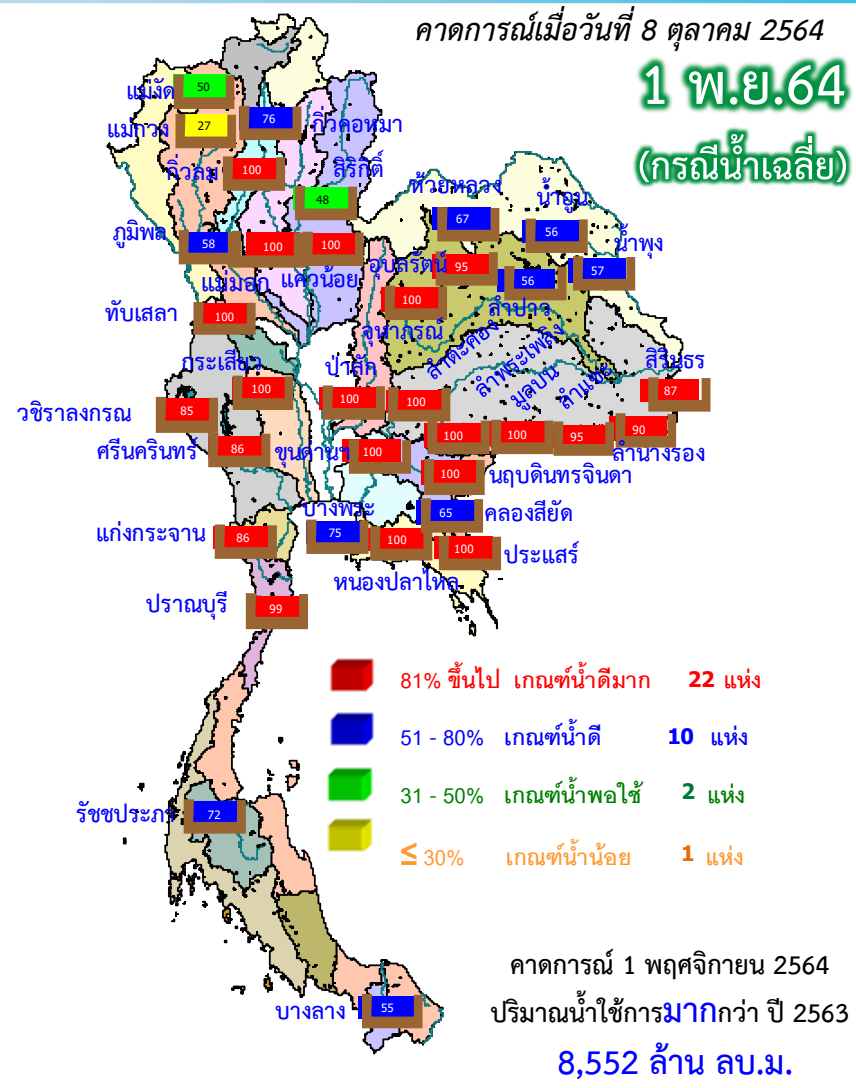 คาดการณ์เมื่อวันที่ 8 ตุลาคม 2564
1 พ.ย.64
(กรณีน้ำเฉลี่ย)
แม่งัด 50
แม่กวง 27
76 กิ่วคอหมา
กิ่วลม 100
สิริกิติ์
48
ห้วยหลวง
67
น้ำอูน
56
น้ำพุง
57
ภูมิพล 58
100
แม่มอก
100
แควน้อย
อุบลรัตน์ 95
56
ลำปาว
100
จุฬาภรณ์
ทับเสลา 100
กระเสียว
100
ป่าสัก
100
100
ลำตะคอง
ลำพระเพลิง
มูลบน
ลำแชะ
สิรินธร
87
วชิราลงกรณ 85
ศรีนครินทร์ 86
ขุนด่านฯ 100
100
100
95
90
ลำนางรอง
100 นฤบดินทรจินดา
บางพระ
75
65 คลองสียัด
แก่งกระจาน 86
100
หนองปลาไหล
100 ประแสร์
ปราณบุรี 99
81% ขึ้นไป เกณฑ์น้ำดีมาก 22 แห่ง
51 - 80% เกณฑ์น้ำดี 10 แห่ง
31 - 50% เกณฑ์น้ำพอใช้ 2 แห่ง
≤ 30% เกณฑ์น้ำน้อย 1 แห่ง
รัชชประภา 72
บางลาง 55
คาดการณ์ 1 พฤศจิกายน 2564
ปริมาณน้ำใช้การมากกว่า ปี 2563
8,552 ล้าน ลบ.ม.